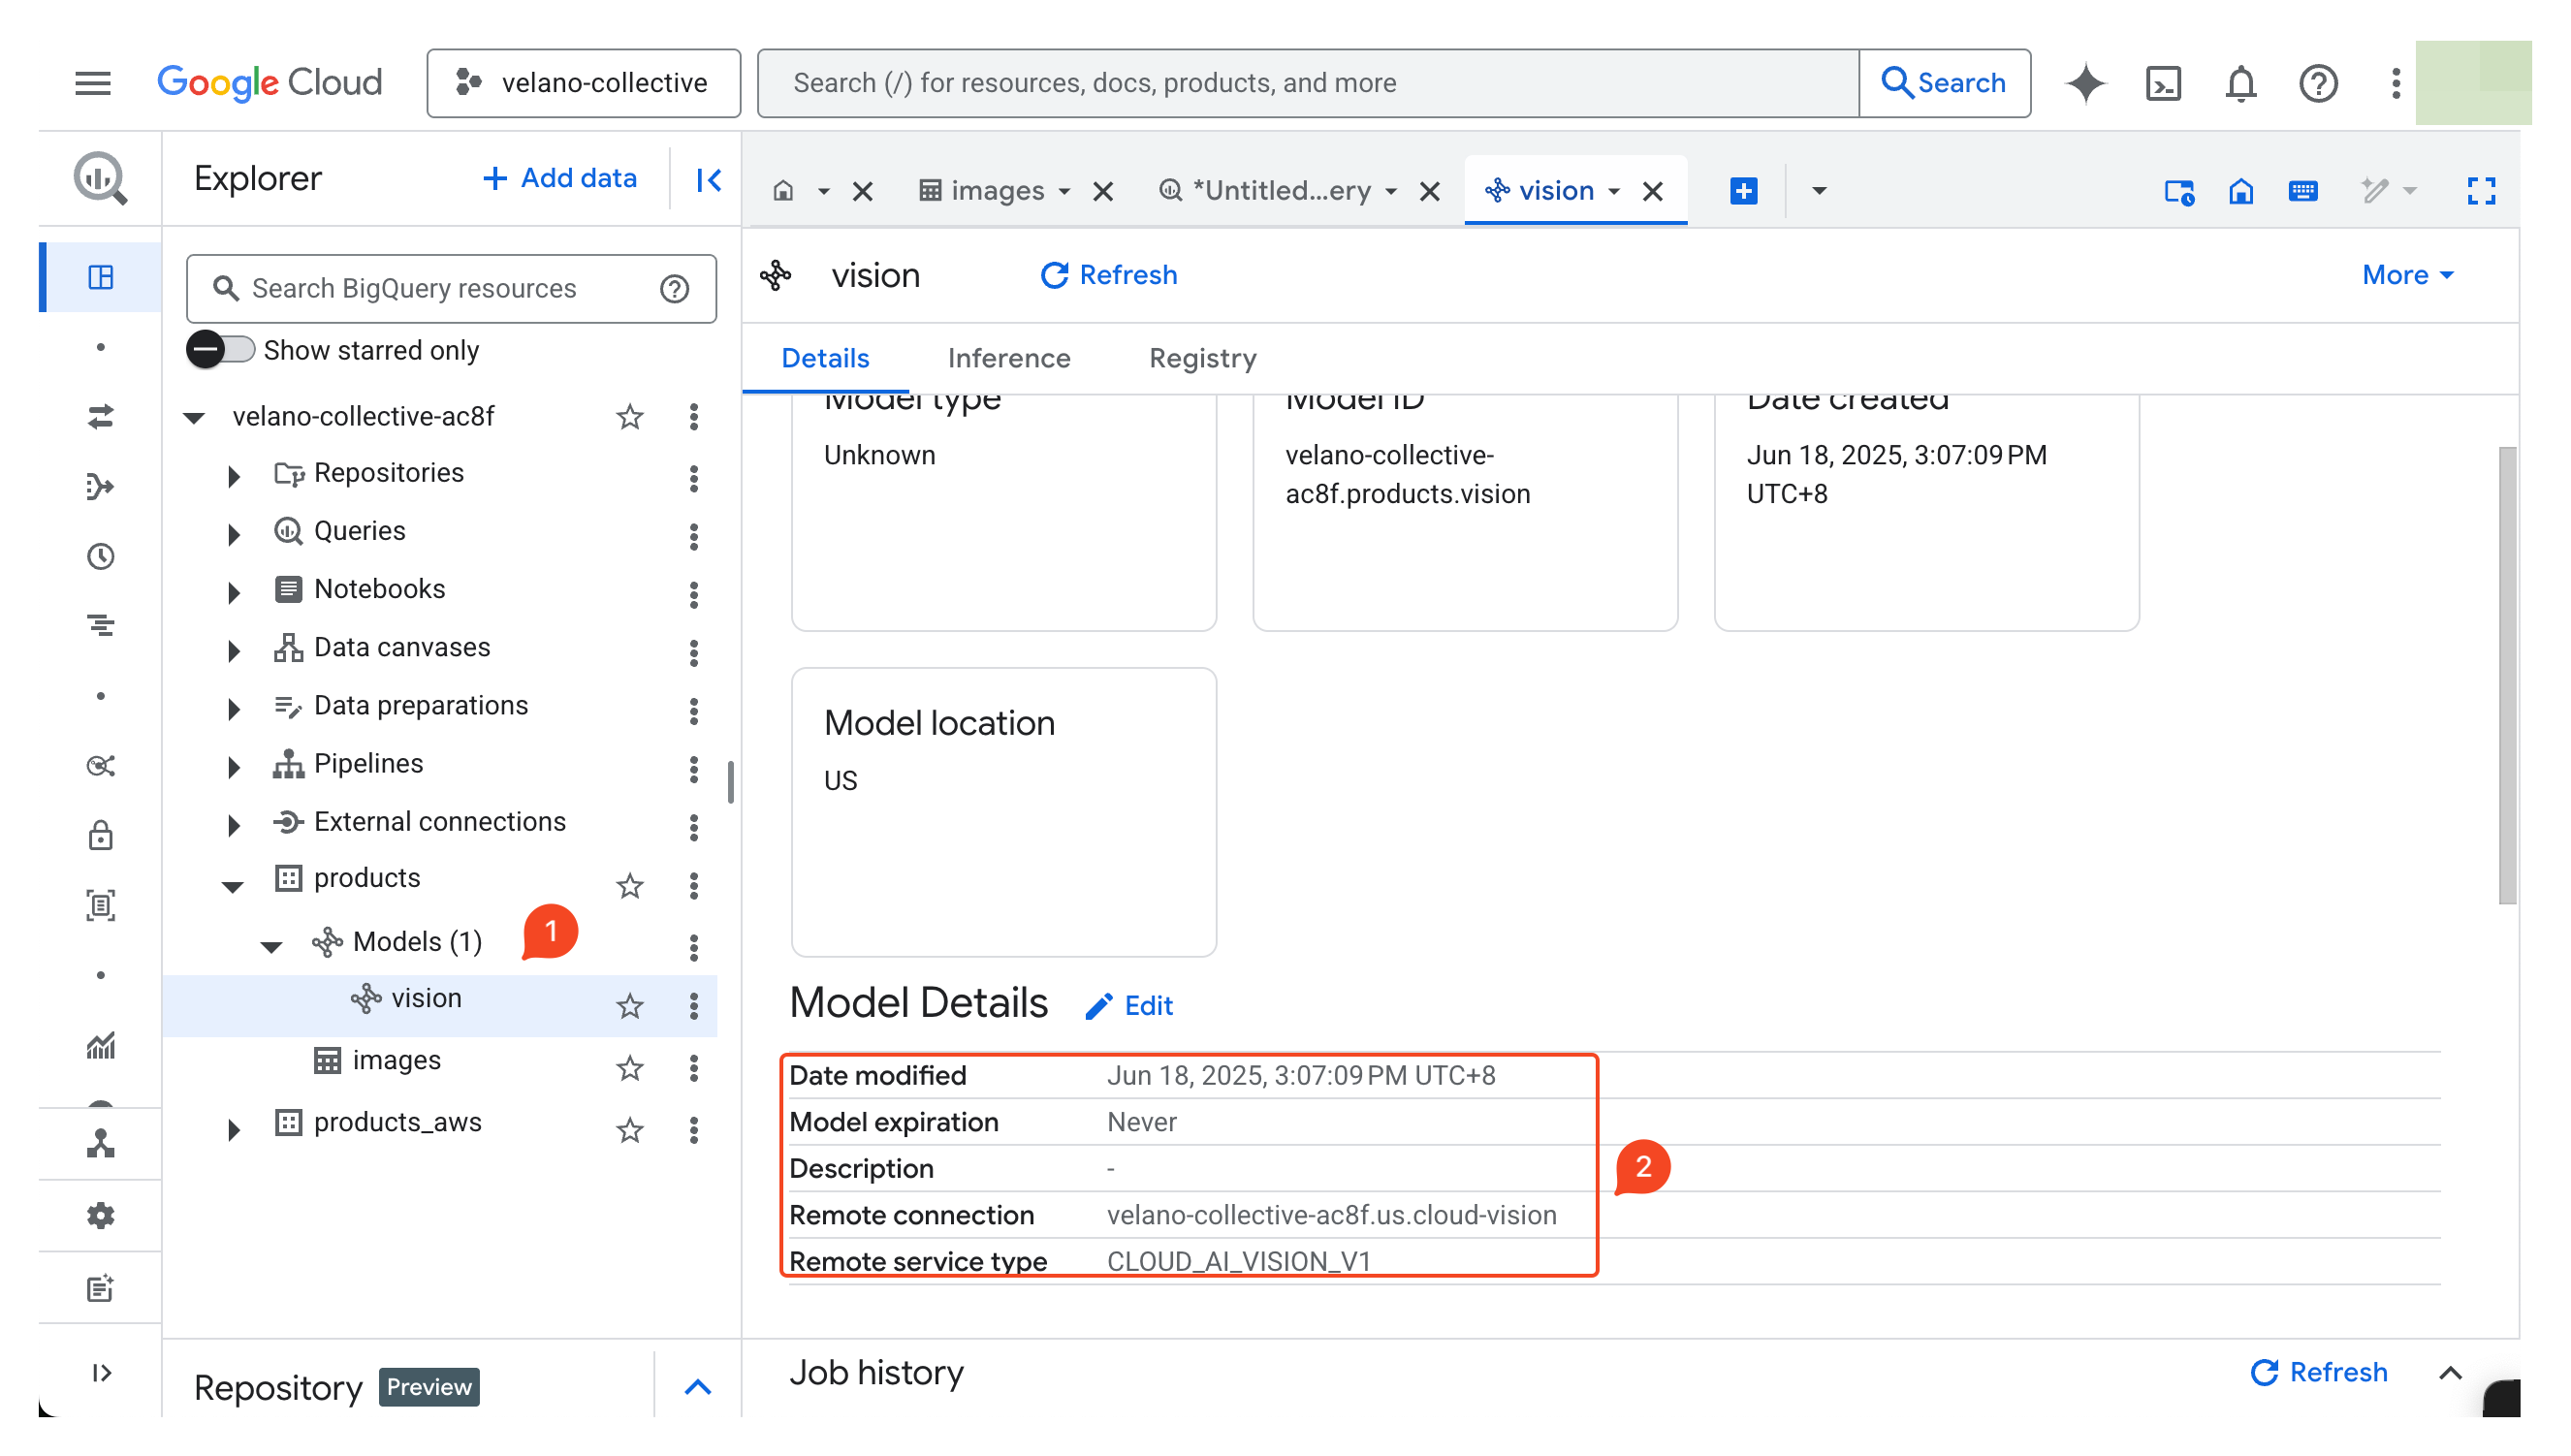 Google Cloud
velano-collective
Search (/) for resources, docs, products, and more
Search
Explorer
+ Add data
Search BigQuery resources
Show starred only
velano-collective-ac8f
Repositories
Queries
Notebooks
Data canvases
Data preparations
Pipelines
External connections
products
Models (1)
1
vision
images
products_aws
Repository
Preview
images
*Untitled...ery
vision
vision
Refresh
More
Details
Inference
Registry
Model type
Unknown
Model ID
velano-collective-
ac8f.products.vision
Date created
Jun 18, 2025, 3:07:09 PM
UTC+8
Model location
US
Model Details
Edit
Date modified Jun 18, 2025, 3:07:09 PM UTC+8
Model expiration Never
Description -
Remote connection velano-collective-ac8f.us.cloud-vision
Remote service type CLOUD_AI_VISION_V1
2
Job history
Refresh